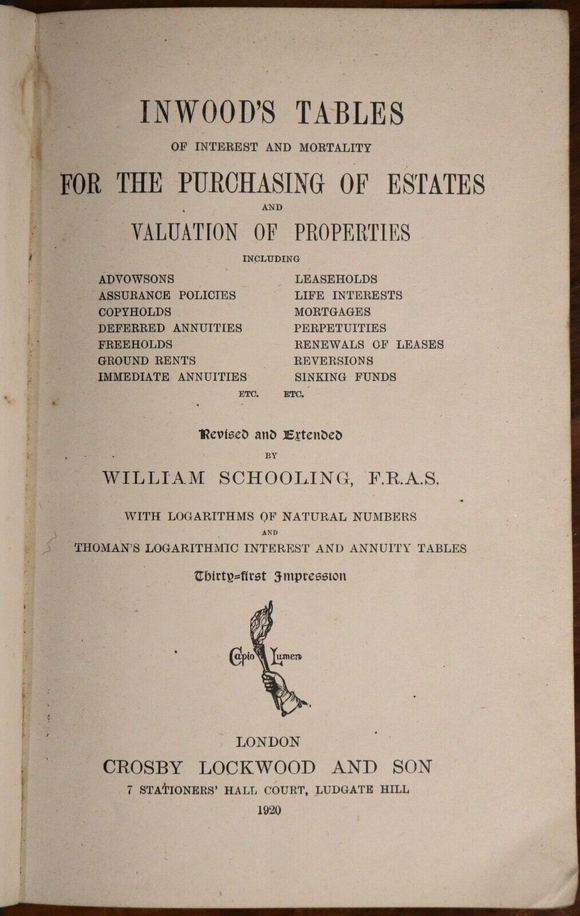 INWOOD'S TABLES
OF INTEREST AND MORTALITY
FOR THE PURCHASING OF ESTATES
AND
VALUATION OF PROPERTIES
INCLUDING
ADVOWSONS
ASSURANCE POLICIES
COPYHOLDS
DEFERRED ANNUITIES
FREEHOLDS
GROUND RENTS
IMMEDIATE ANNUITIES
LEASEHOLDS
LIFE INTERESTS
MORTGAGES
PERPETUITIES
RENEWALS OF LEASES
REVERSIONS
SINKING FUNDS
ETC. ETC.
Revised and Extended
BY
WILLIAM SCHOOLING, F.R.A.S.
WITH LOGARITHMS OF NATURAL NUMBERS
AND
THOMAN'S LOGARITHMIC INTEREST AND ANNUITY TABLES
Thirty=first Impression
Capio Lumen
LONDON
CROSBY LOCKWOOD AND SON
7 STATIONERS' HALL COURT, LUDGATE HILL
1920